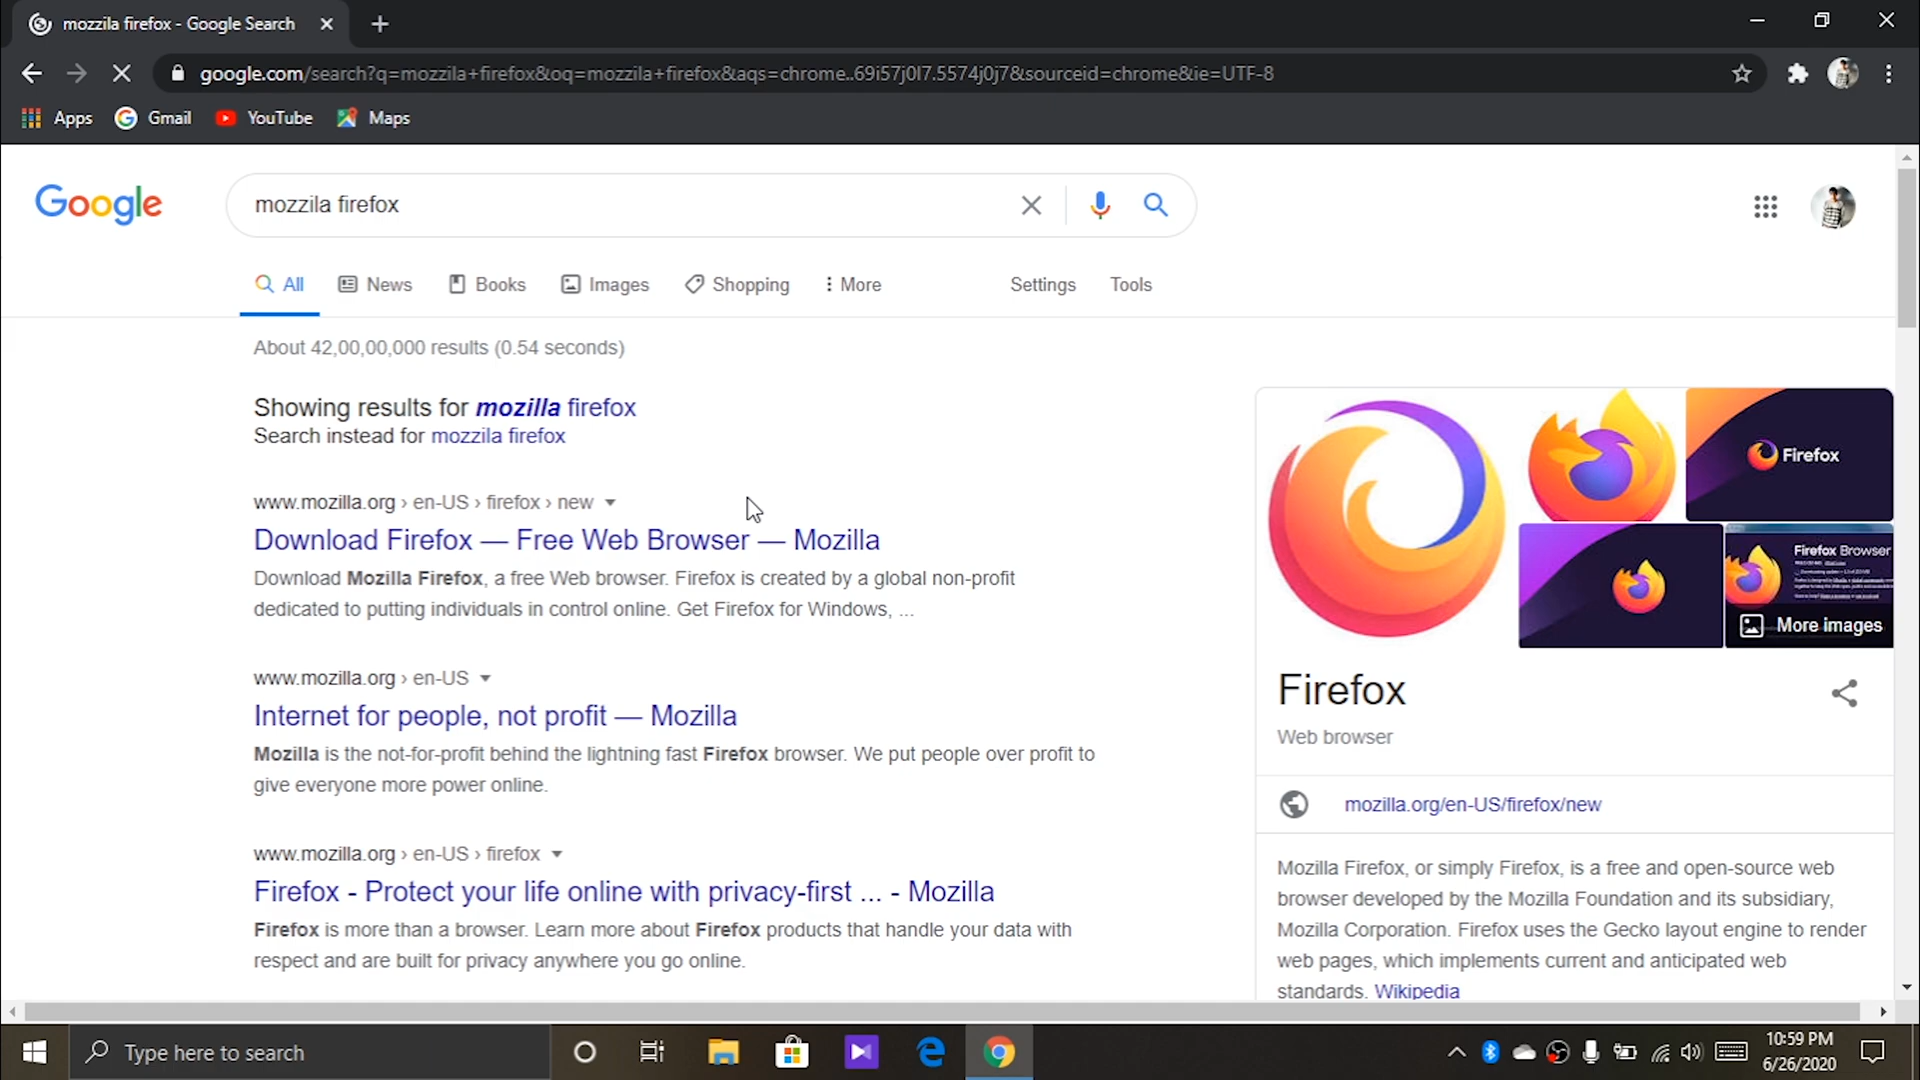 mozzila firefox - Google Search
google.com/search?q=mozzila+firefox&oq=mozzila+firefox&aqs=chrome..69i57j0l7.5574j0j7&sourceid=chrome&ie=UTF-8
Apps Gmail YouTube Maps
Google
mozzila firefox
All News Books Images Shopping More Settings Tools
About 42,00,00,000 results (0.54 seconds)
Showing results for mozilla firefox
Search instead for mozzila firefox
www.mozilla.org › en-US › firefox › new
Download Firefox — Free Web Browser — Mozilla
Download Mozilla Firefox, a free Web browser. Firefox is created by a global non-profit
dedicated to putting individuals in control online. Get Firefox for Windows, ...
www.mozilla.org › en-US
Internet for people, not profit — Mozilla
Mozilla is the not-for-profit behind the lightning fast Firefox browser. We put people over profit to
give everyone more power online.
www.mozilla.org › en-US › firefox
Firefox - Protect your life online with privacy-first ... - Mozilla
Firefox is more than a browser. Learn more about Firefox products that handle your data with
respect and are built for privacy anywhere you go online.
Firefox
Firefox Browser
More images
Firefox
Web browser
mozilla.org/en-US/firefox/new
Mozilla Firefox, or simply Firefox, is a free and open-source web
browser developed by the Mozilla Foundation and its subsidiary,
Mozilla Corporation. Firefox uses the Gecko layout engine to render
web pages, which implements current and anticipated web
standards. Wikipedia
Type here to search
10:59 PM
6/26/2020